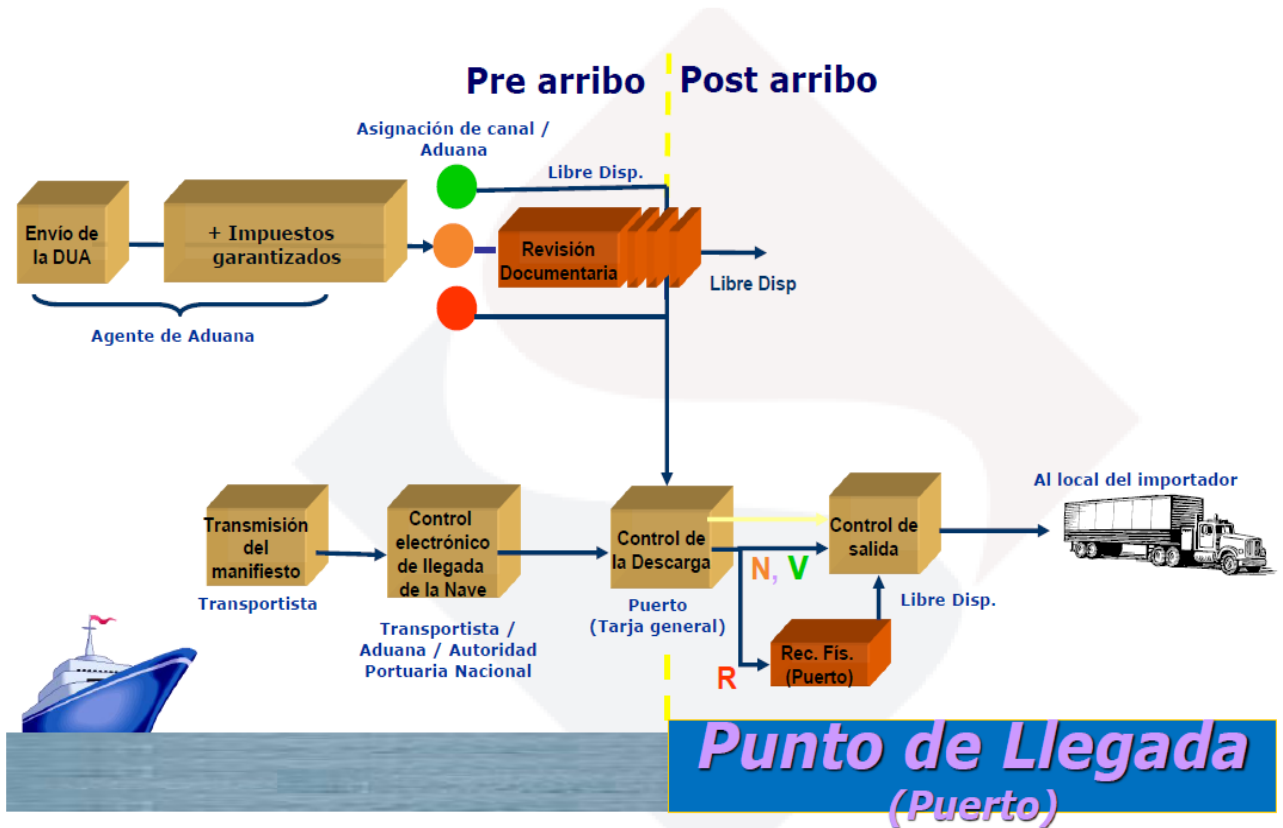 Pre arribo
Post arribo
Asignación de canal /
Aduana
Libre Disp.
Envío de
la DUA
+ Impuestos
garantizados
Revisión
Documentaria
Libre Disp
Agente de Aduana
Al local del importador
Transmisión
del
manifiesto
Control
electrónico
de llegada
de la Nave
Control de
la Descarga
Control de
salida
N, V
Transportista
Puerto
(Tarja general)
Libre Disp.
Transportista /
Aduana / Autoridad
Portuaria Nacional
R
Rec. Fís.
(Puerto)
Punto de Llegada
(Puerto)